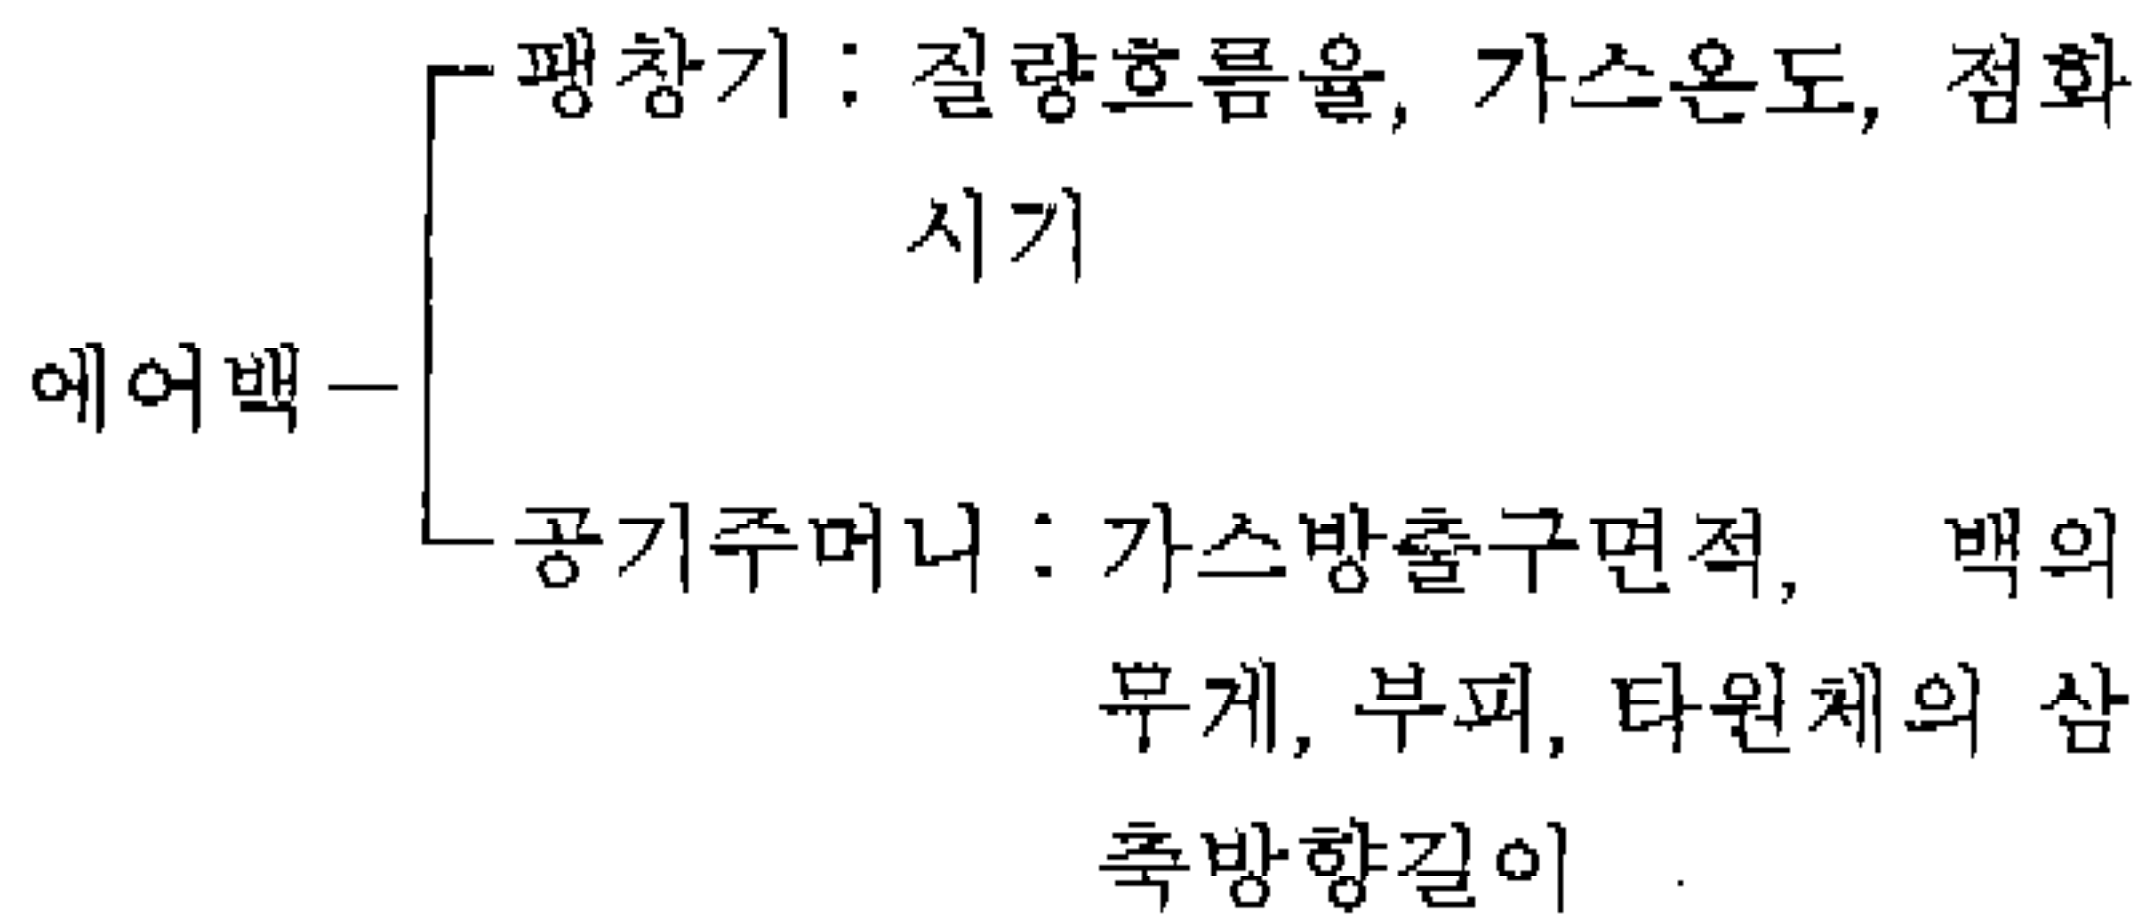 팽창기 : 질량흐름율, 가스온도, 점화
시기
에어백
공기주머니 : 가스방출구면적, 백의
무게, 부피, 타원체의 삼
축방향길이